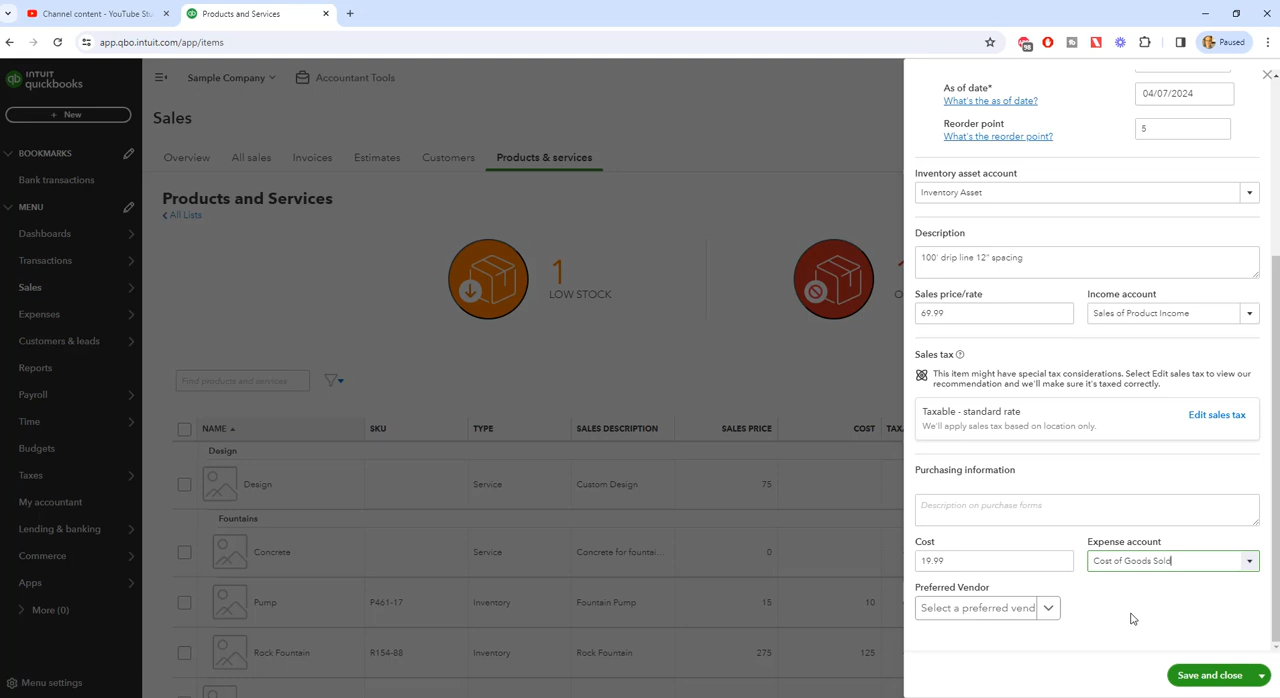 Channel content - YouTube Stu
Products and Services
app.qbo.intuit.com/app/items
98
Paused
qb
INTUIT
quickbooks
+ New
BOOKMARKS
Bank transactions
MENU
Dashboards
Transactions
Sales
Expenses
Customers & leads
Reports
Payroll
Time
Budgets
Taxes
My accountant
Lending & banking
Commerce
Apps
More (0)
Menu settings
Sample Company
Accountant Tools
Sales
Overview
All sales
Invoices
Estimates
Customers
Products & services
Products and Services
All Lists
1
LOW STOCK
Find products and services
NAME
SKU
TYPE
SALES DESCRIPTION
SALES PRICE
COST
Design
Design
Service
Custom Design
75
Fountains
Concrete
Service
Concrete for fountai...
0
Pump
P461-17
Inventory
Fountain Pump
15
10
Rock Fountain
R154-88
Inventory
Rock Fountain
275
125
As of date*
What's the as of date?
04/07/2024
Reorder point
What's the reorder point?
5
Inventory asset account
Inventory Asset
Description
100' drip line 12" spacing
Sales price/rate
Income account
69.99
Sales of Product Income
Sales tax
This item might have special tax considerations. Select Edit sales tax to view our
recommendation and we'll make sure it's taxed correctly.
Taxable - standard rate
Edit sales tax
We'll apply sales tax based on location only.
Purchasing information
Description on purchase forms
Cost
Expense account
19.99
Cost of Goods Sold
Preferred Vendor
Select a preferred vend
Save and close